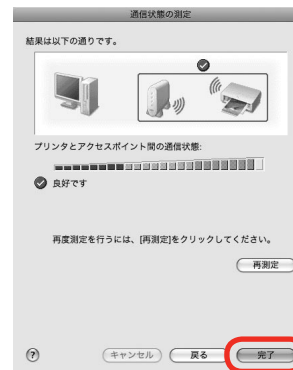 通信状態の測定
結果は以下の通りです。
プリンタとアクセスポイント間の通信状態:
良好です
再度測定を行うには、[再測定]をクリックしてください。
再測定
?
キャンセル
戻る
完了